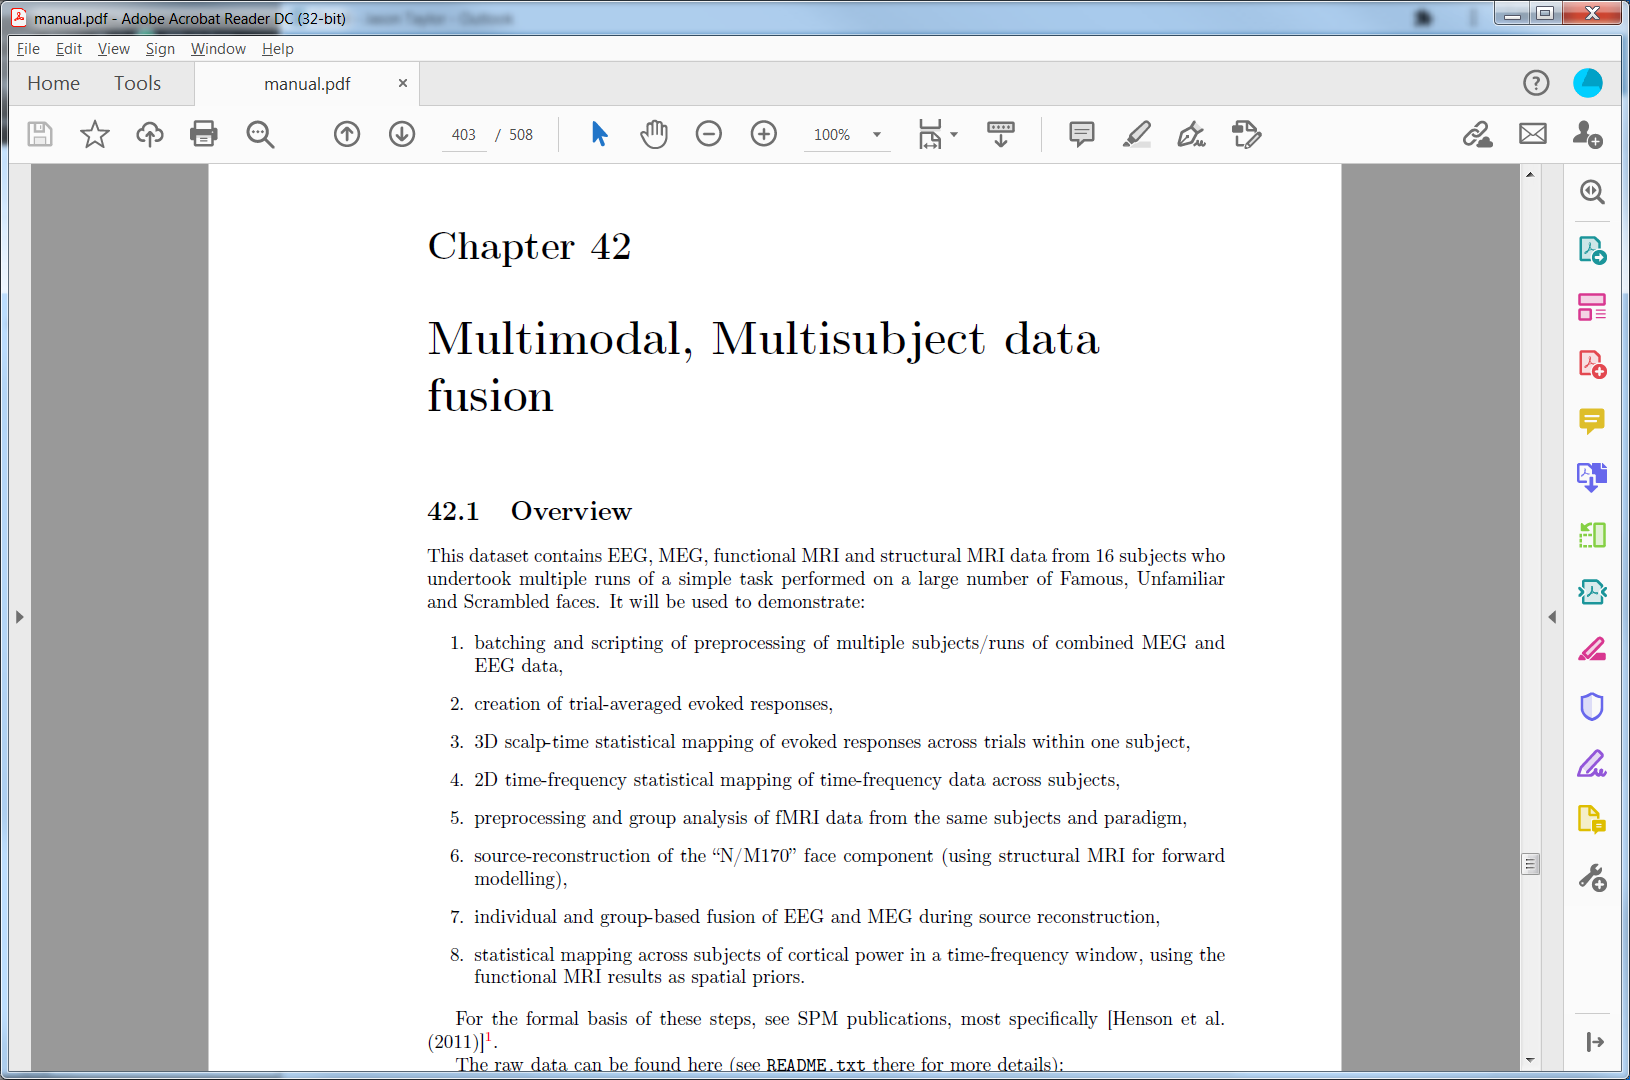 manual.pdf - Adobe Acrobat Reader DC (32-bit)
File Edit View Sign Window Help
Home Tools manual.pdf ×
403 / 508 100%
Chapter 42
Multimodal, Multisubject data
fusion
42.1 Overview
This dataset contains EEG, MEG, functional MRI and structural MRI data from 16 subjects who
undertook multiple runs of a simple task performed on a large number of Famous, Unfamiliar
and Scrambled faces. It will be used to demonstrate:
1. batching and scripting of preprocessing of multiple subjects/runs of combined MEG and
EEG data,
2. creation of trial-averaged evoked responses,
3. 3D scalp-time statistical mapping of evoked responses across trials within one subject,
4. 2D time-frequency statistical mapping of time-frequency data across subjects,
5. preprocessing and group analysis of fMRI data from the same subjects and paradigm,
6. source-reconstruction of the “N/M170” face component (using structural MRI for forward
modelling),
7. individual and group-based fusion of EEG and MEG during source reconstruction,
8. statistical mapping across subjects of cortical power in a time-frequency window, using the
functional MRI results as spatial priors.
For the formal basis of these steps, see SPM publications, most specifically [Henson et al.
(2011)]1.
The raw data can be found here (see README.txt there for more details):